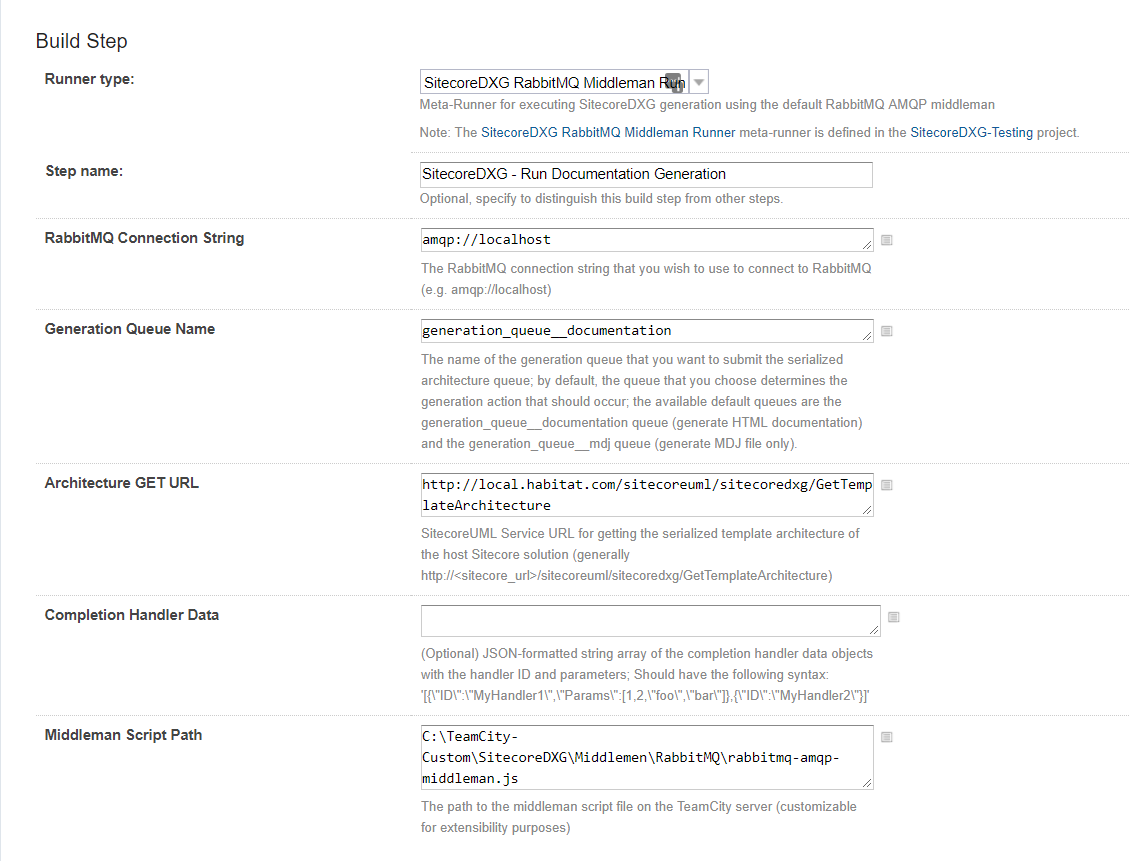 Build Step
Runner type:
SitecoreDXG RabbitMQ Middleman Run
Meta-Runner for executing SitecoreDXG generation using the default RabbitMQ AMQP middleman
Note: The SitecoreDXG RabbitMQ Middleman Runner meta-runner is defined in the SitecoreDXG-Testing project.
Step name:
SitecoreDXG - Run Documentation Generation
Optional, specify to distinguish this build step from other steps.
RabbitMQ Connection String
amqp://localhost
The RabbitMQ connection string that you wish to use to connect to RabbitMQ
(e.g. amqp://localhost)
Generation Queue Name
generation_queue__documentation
The name of the generation queue that you want to submit the serialized
architecture queue; by default, the queue that you choose determines the
generation action that should occur; the available default queues are the
generation_queue__documentation queue (generate HTML documentation)
and the generation_queue__mdj queue (generate MDJ file only).
Architecture GET URL
http://local.habitat.com/sitecoreuml/sitecoredxg/GetTemp
lateArchitecture
SitecoreUML Service URL for getting the serialized template architecture of
the host Sitecore solution (generally
http://<sitecore_url>/sitecoreuml/sitecoredxg/GetTemplateArchitecture)
Completion Handler Data
(Optional) JSON-formatted string array of the completion handler data objects
with the handler ID and parameters; Should have the following syntax:
'[{\"ID\":\"MyHandler1\",\"Params\":[1,2,\"foo\",\"bar\"]},{\"ID\":\"MyHandler2\"}]'
Middleman Script Path
C:\TeamCity-
Custom\SitecoreDXG\Middlemen\RabbitMQ\rabbitmq-amqp-
middleman.js
The path to the middleman script file on the TeamCity server (customizable
for extensibility purposes)